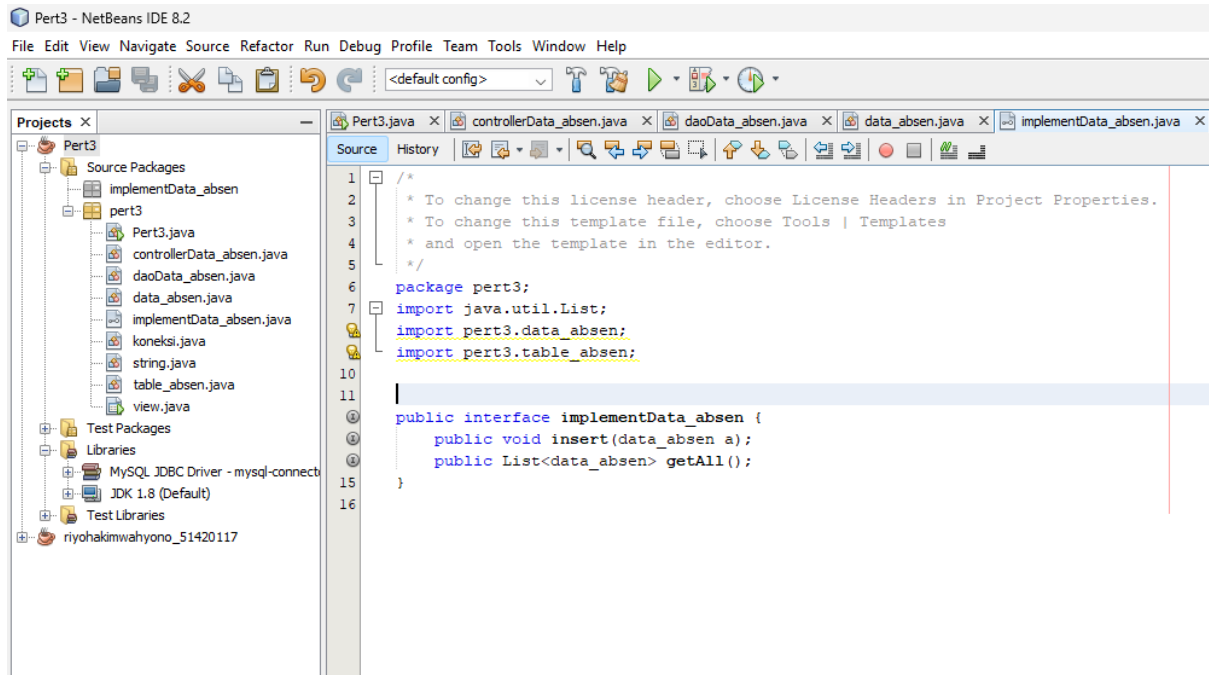 Pert3 - NetBeans IDE 8.2
File Edit View Navigate Source Refactor Run Debug Profile Team Tools Window Help
<default config>
Projects
Pert3
Source Packages
implementData_absen
pert3
Pert3.java
controllerData_absen.java
daoData_absen.java
data_absen.java
implementData_absen.java
koneksi.java
string.java
table_absen.java
view.java
Test Packages
Libraries
MySQL JDBC Driver - mysql-connect
JDK 1.8 (Default)
Test Libraries
riyohakimwahyono_51420117
Pert3.java controllerData_absen.java daoData_absen.java data_absen.java implementData_absen.java
Source History
1 /*
2 * To change this license header, choose License Headers in Project Properties.
3 * To change this template file, choose Tools | Templates
4 * and open the template in the editor.
5 */
6 package pert3;
7 import java.util.List;
import pert3.data_absen;
import pert3.table_absen;
10
11
public interface implementData_absen {
public void insert(data_absen a);
public List<data_absen> getAll();
15 }
16